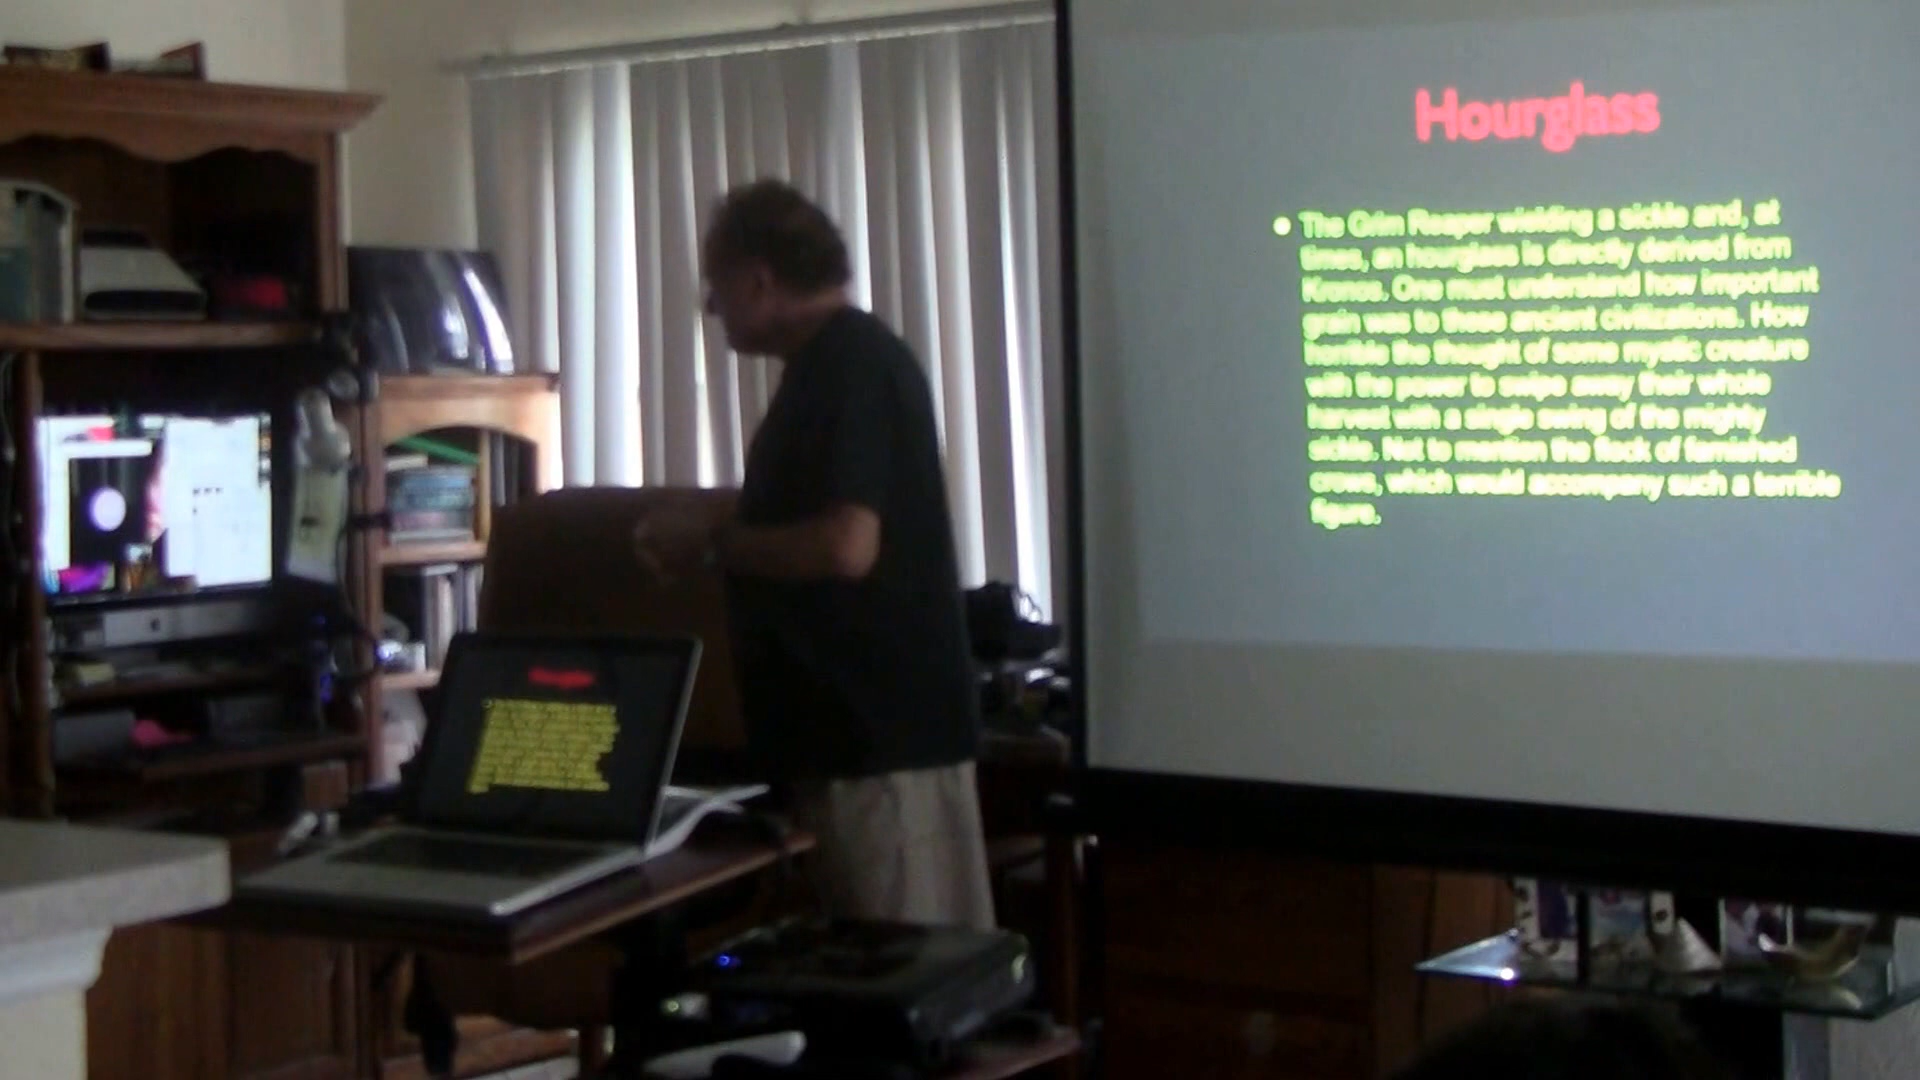 Hourglass
The Grim Reaper wielding a sickle and, at
times, an hourglass is directly derived from
Kronos. One must understand how important
grain was to these ancient civilizations. How
horrible the thought of some mystic creature
with the power to swipe away their whole
harvest with a single swing of the mighty
sickle. Not to mention the flock of famished
crows, which would accompany such a terrible
figure.
Hourglass